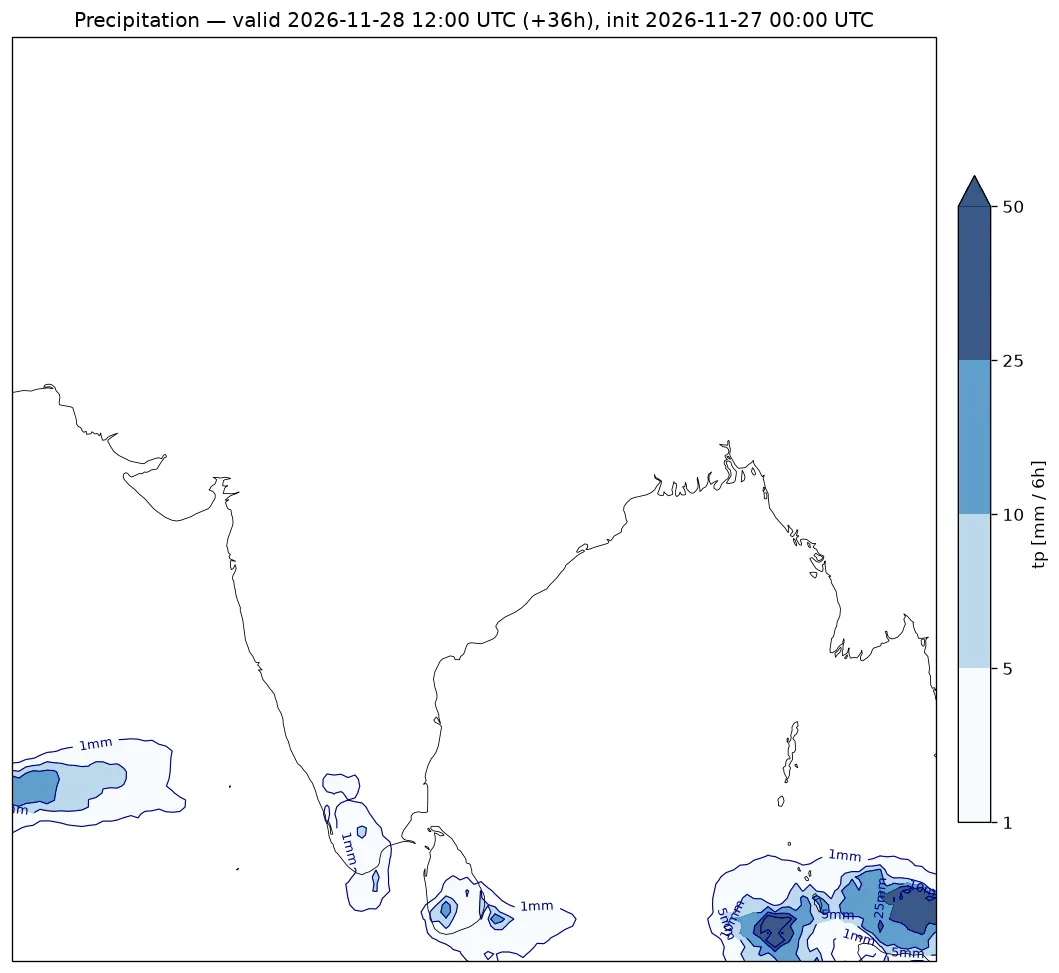 Precipitation — valid 2026-11-28 12:00 UTC (+36h), init 2026-11-27 00:00 UTC
50
25
10
5
1
tp [mm / 6h]
1mm
1mm
1mm
1mm
25mm
5mm
1mm
5mm